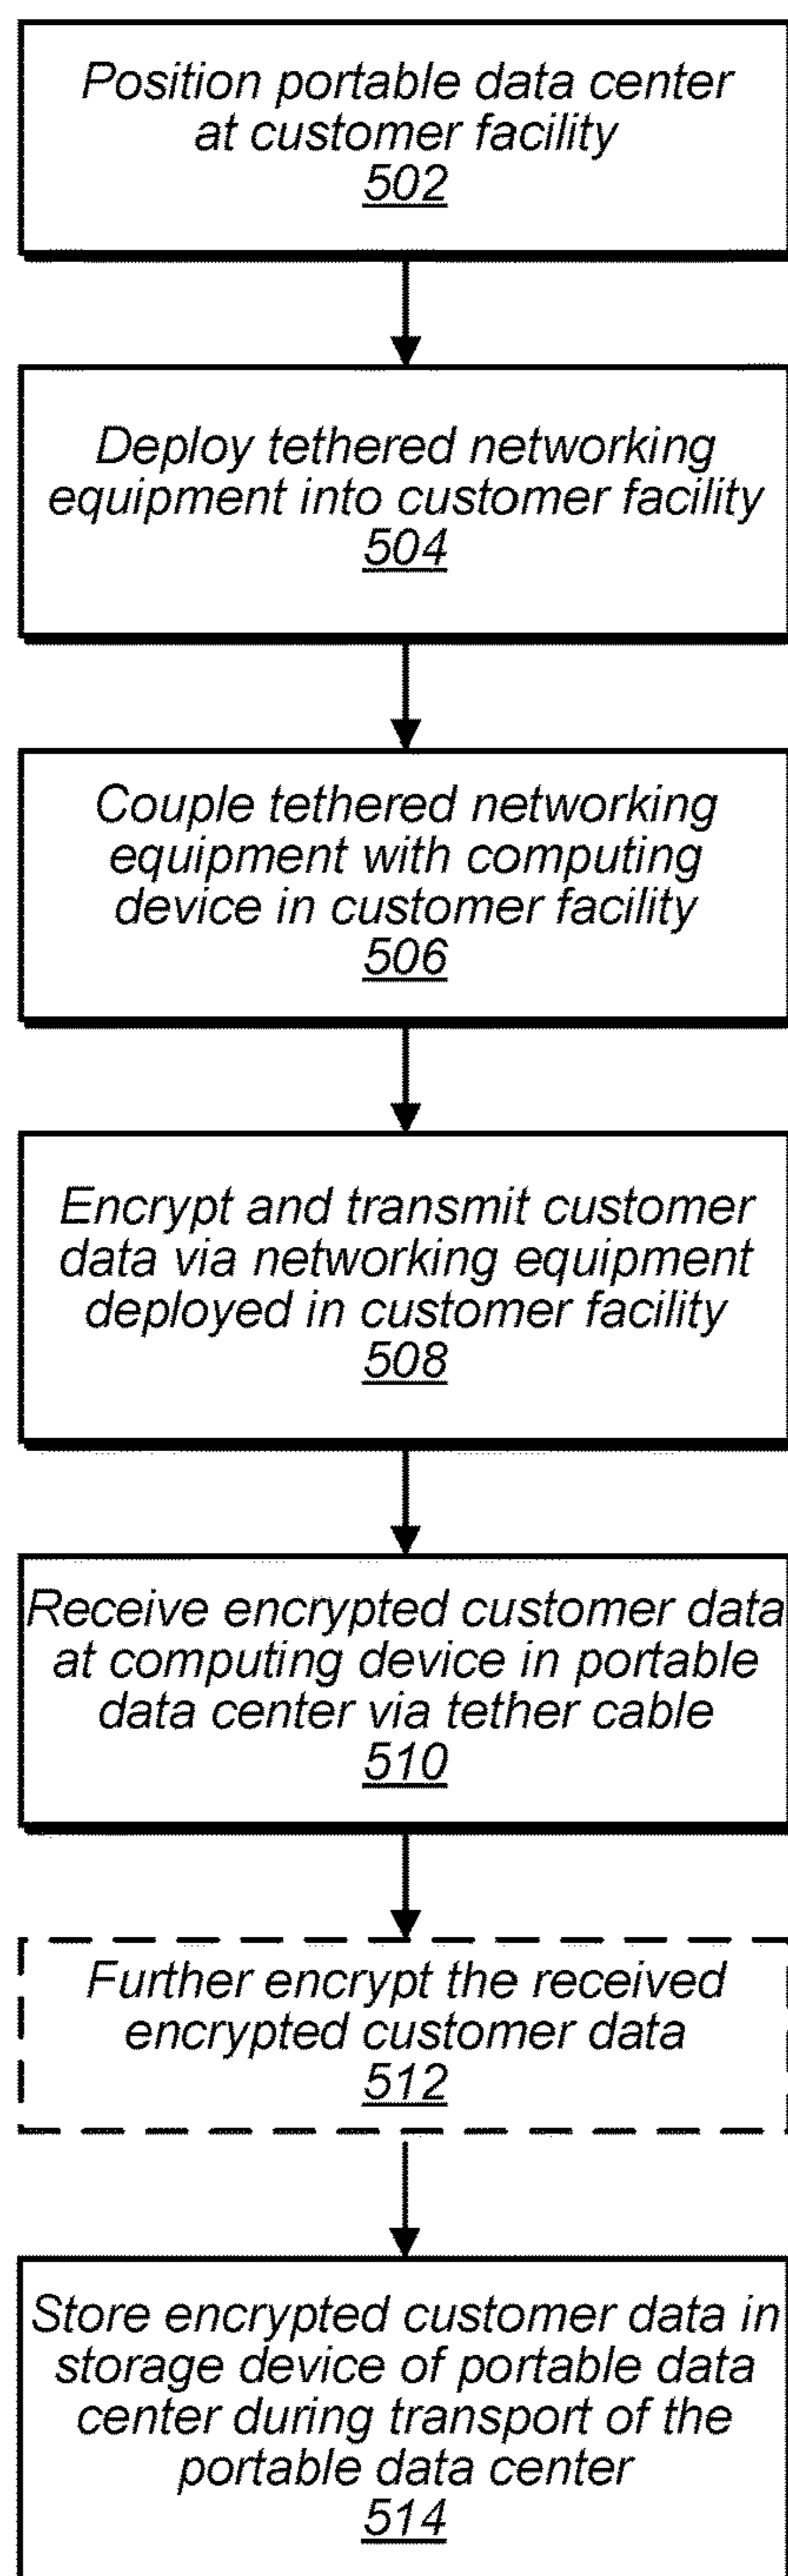 Position portable data center
at customer facility
502
Deploy tethered networking
equipment into customer facility
504
Couple tethered networking
equipment with computing
device in customer facility
506
Encrypt and transmit customer
data via networking equipment
deployed in customer facility
508
Receive encrypted customer data
at computing device in portable
data center via tether cable
510
Further encrypt the received
encrypted customer data
512
Store encrypted customer data in
storage device of portable data
center during transport of the
portable data center
514